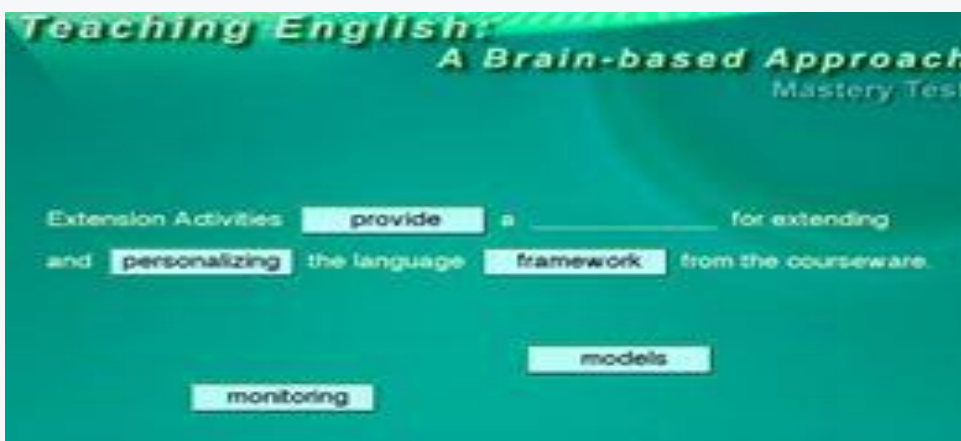 Teaching English:
A Brain-based Approach
Mastery Test
Extension Activities provide a ____________ for extending
and personalizing the language framework from the courseware.
models
monitoring